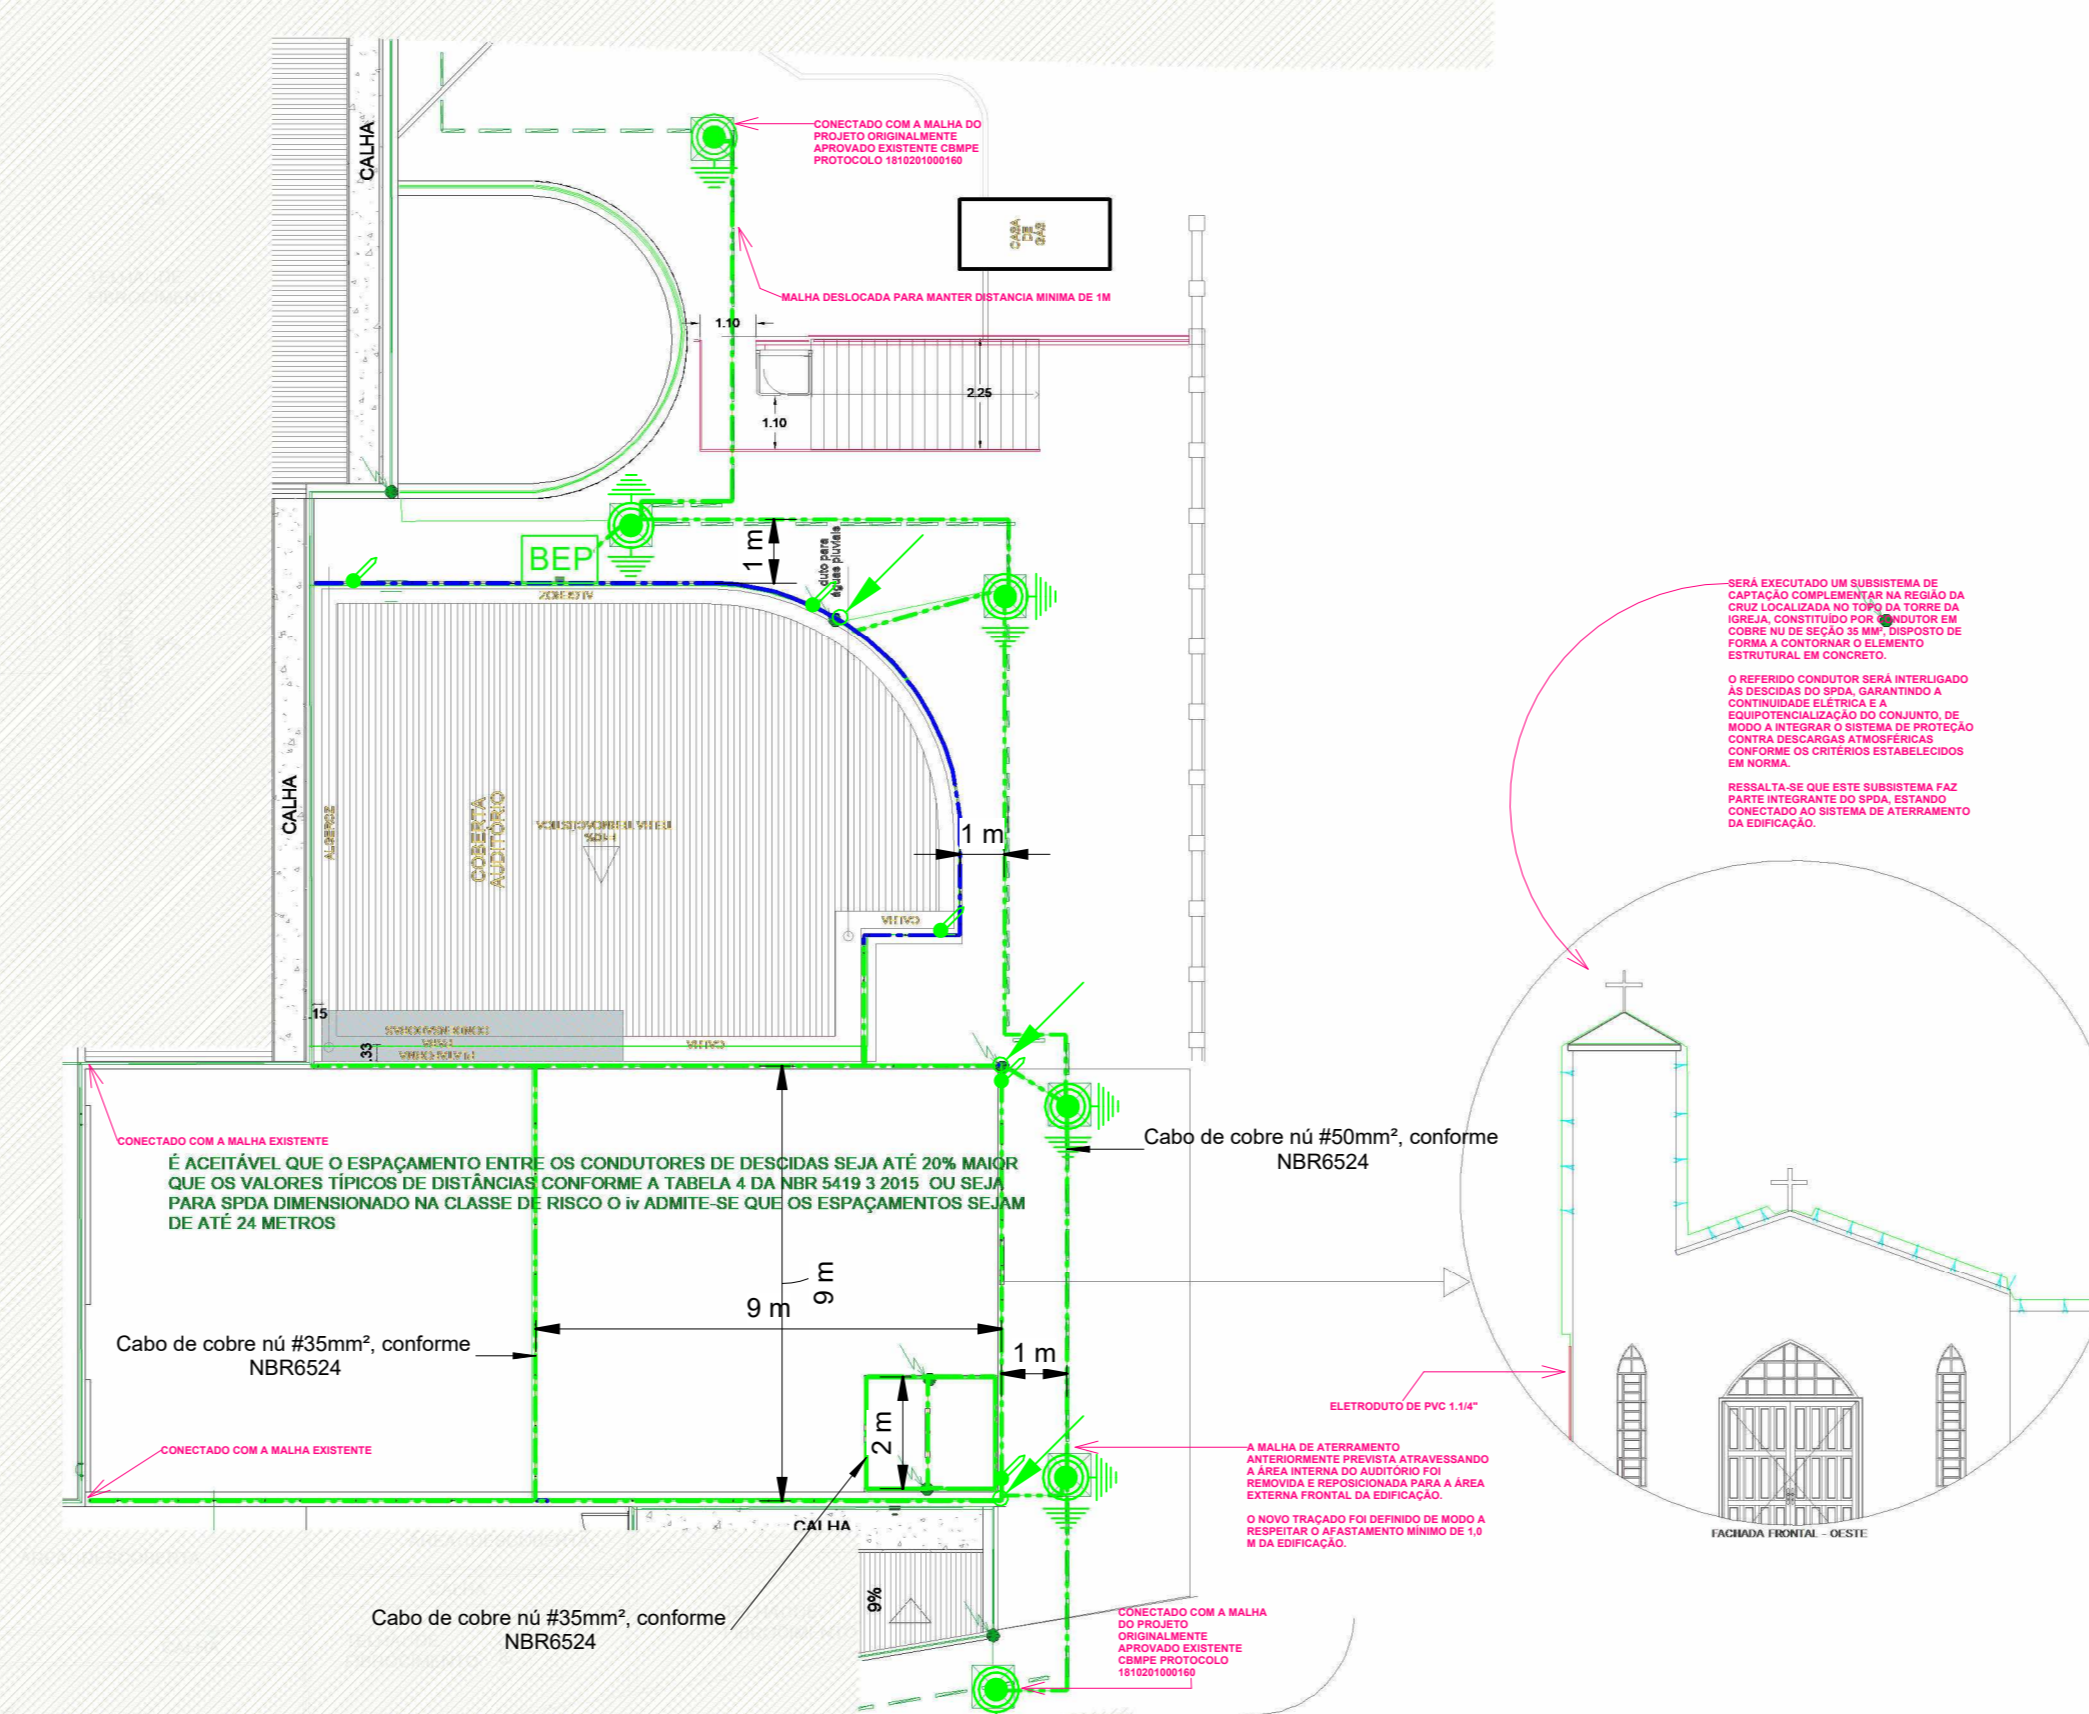 CALHA
CONECTADO COM A MALHA DO
PROJETO ORIGINALMENTE
APROVADO EXISTENTE CBMPE
PROTOCOLO 1810201000160
CASA
DE
GÁS
MALHA DESLOCADA PARA MANTER DISTANCIA MINIMA DE 1M
1.10
2.25
1.10
BEP
1 m
duto para
águas pluviais
CALHA
COBERTA
AUDITÓRIO
1 m
.15
.33
SERÁ EXECUTADO UM SUBSISTEMA DE
CAPTAÇÃO COMPLEMENTAR NA REGIÃO DA
CRUZ LOCALIZADA NO TOPO DA TORRE DA
IGREJA, CONSTITUÍDO POR CONDUTOR EM
COBRE NU DE SEÇÃO 35 MM², DISPOSTO DE
FORMA A CONTORNAR O ELEMENTO
ESTRUTURAL EM CONCRETO.
O REFERIDO CONDUTOR SERÁ INTERLIGADO
ÀS DESCIDAS DO SPDA, GARANTINDO A
CONTINUIDADE ELÉTRICA E A
EQUIPOTENCIALIZAÇÃO DO CONJUNTO, DE
MODO A INTEGRAR O SISTEMA DE PROTEÇÃO
CONTRA DESCARGAS ATMOSFÉRICAS
CONFORME OS CRITÉRIOS ESTABELECIDOS
EM NORMA.
RESSALTA-SE QUE ESTE SUBSISTEMA FAZ
PARTE INTEGRANTE DO SPDA, ESTANDO
CONECTADO AO SISTEMA DE ATERRAMENTO
DA EDIFICAÇÃO.
CONECTADO COM A MALHA EXISTENTE
É ACEITÁVEL QUE O ESPAÇAMENTO ENTRE OS CONDUTORES DE DESCIDAS SEJA ATÉ 20% MAIOR
QUE OS VALORES TÍPICOS DE DISTÂNCIAS CONFORME A TABELA 4 DA NBR 5419 3 2015 OU SEJA
PARA SPDA DIMENSIONADO NA CLASSE DE RISCO O iv ADMITE-SE QUE OS ESPAÇAMENTOS SEJAM
DE ATÉ 24 METROS
Cabo de cobre nú #50mm², conforme
NBR6524
9 m
9 m
Cabo de cobre nú #35mm², conforme
NBR6524
1 m
2 m
CONECTADO COM A MALHA EXISTENTE
ELETRODUTO DE PVC 1.1/4"
A MALHA DE ATERRAMENTO
ANTERIORMENTE PREVISTA ATRAVESSANDO
A ÁREA INTERNA DO AUDITÓRIO FOI
REMOVIDA E REPOSICIONADA PARA A ÁREA
EXTERNA FRONTAL DA EDIFICAÇÃO.
O NOVO TRAÇADO FOI DEFINIDO DE MODO A
RESPEITAR O AFASTAMENTO MÍNIMO DE 1,0
M DA EDIFICAÇÃO.
FACHADA FRONTAL - OESTE
CALHA
9%
Cabo de cobre nú #35mm², conforme
NBR6524
CONECTADO COM A MALHA
DO PROJETO
ORIGINALMENTE
APROVADO EXISTENTE
CBMPE PROTOCOLO
1810201000160